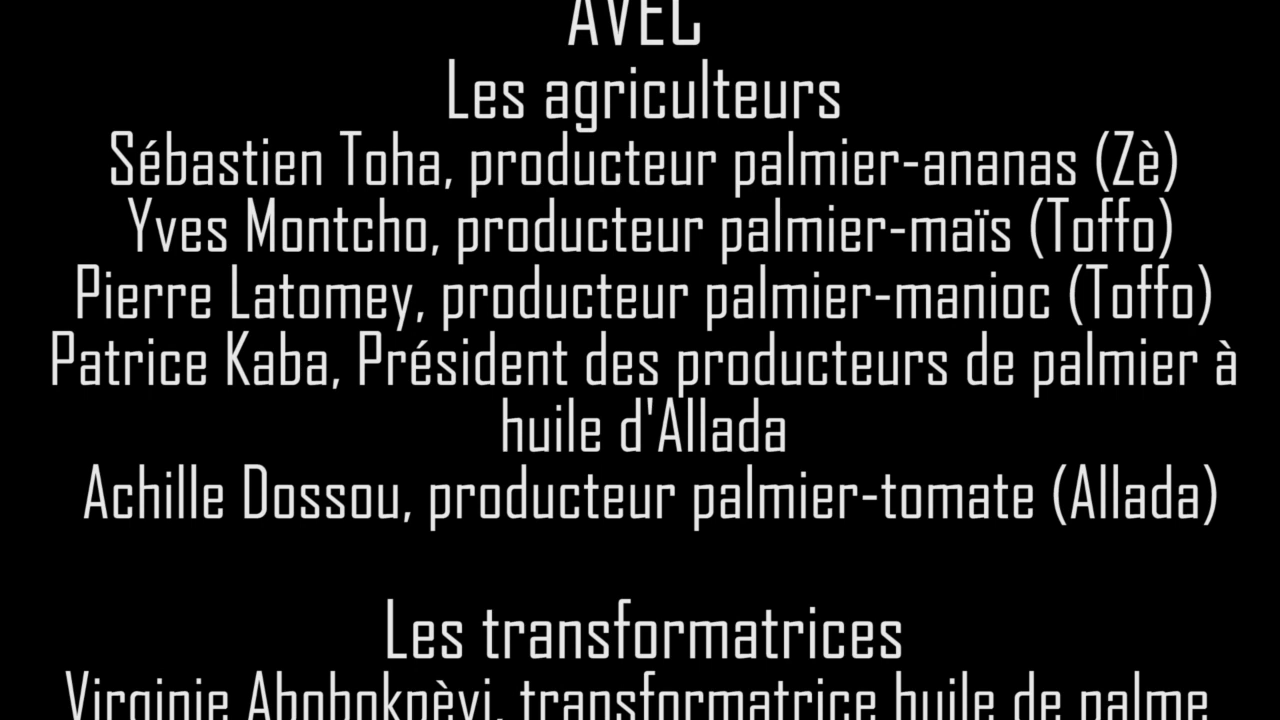 AVEC
Les agriculteurs
Sébastien Toha, producteur palmier-ananas (Zè)
Yves Montcho, producteur palmier-maïs (Toffo)
Pierre Latomey, producteur palmier-manioc (Toffo)
Patrice Kaba, Président des producteurs de palmier à
huile d'Allada
Achille Dossou, producteur palmier-tomate (Allada)
Les transformatrices
Virginie Abobokpèvi, transformatrice huile de palme